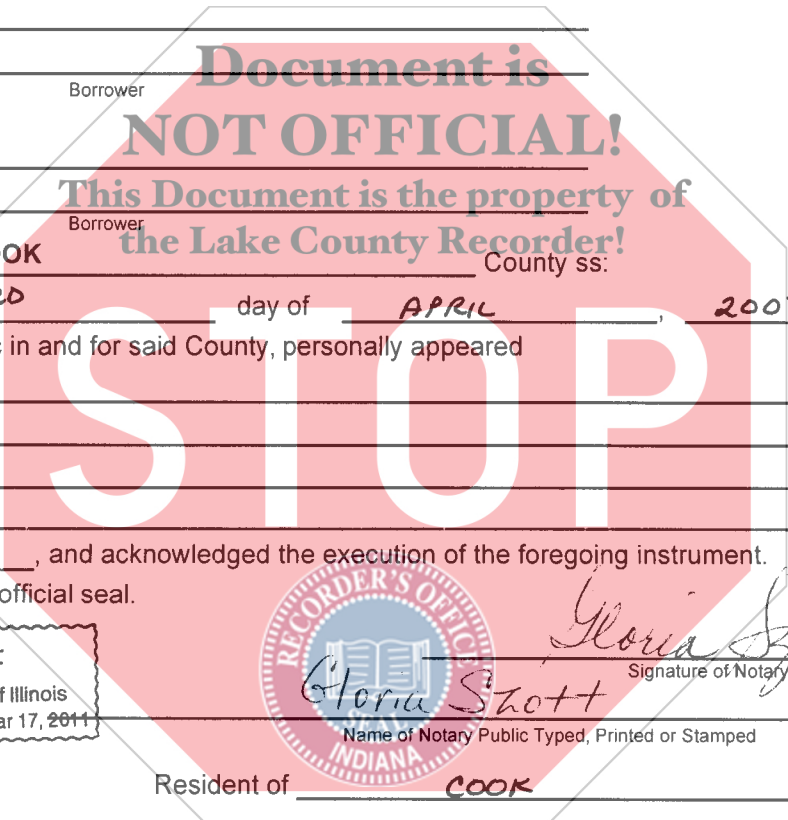 Document is
Borrower
NOT OFFICIAL!
This Document is the property of
Borrower
the Lake County Recorder!
OOK County ss:
day of APRIL, 200
in and for said County, personally appeared
STOP
, and acknowledged the execution of the foregoing instrument.
official seal.
RECORDER'S OFFICE
SEAL
INDIANA
Gloria
Signature of Notary
f Illinois
ar 17, 2011
Gloria Szott
Name of Notary Public Typed, Printed or Stamped
Resident of COOK